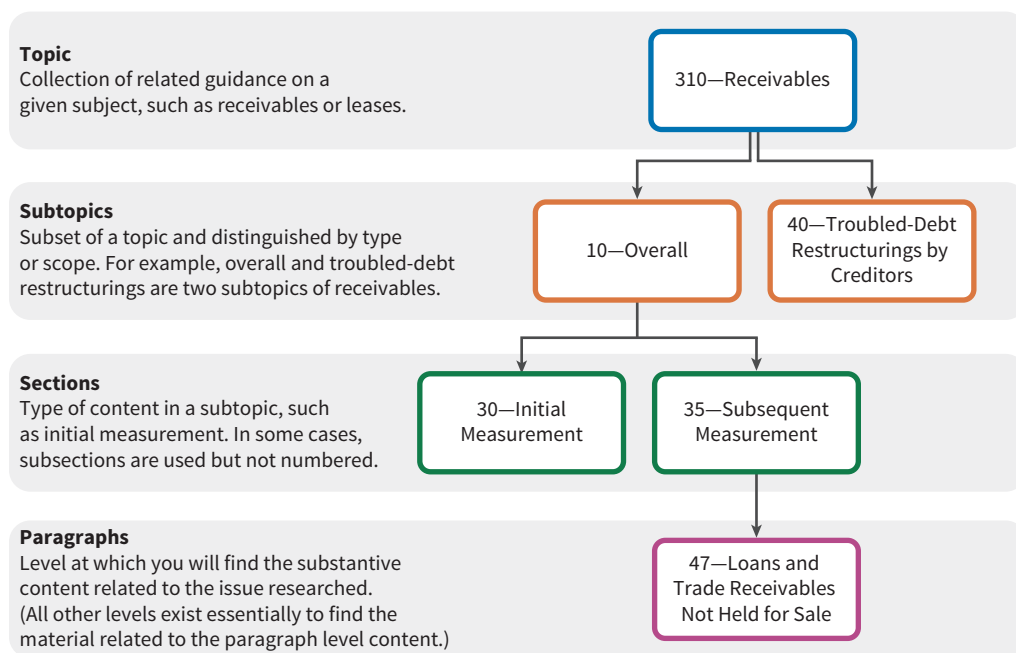 Topic
Collection of related guidance on a
given subject, such as receivables or leases.
310—Receivables
Subtopics
Subset of a topic and distinguished by type
or scope. For example, overall and troubled-debt
restructurings are two subtopics of receivables.
10—Overall
40—Troubled-Debt
Restructurings by
Creditors
Sections
Type of content in a subtopic, such
as initial measurement. In some cases,
subsections are used but not numbered.
30—Initial
Measurement
35—Subsequent
Measurement
Paragraphs
Level at which you will find the substantive
content related to the issue researched.
(All other levels exist essentially to find the
material related to the paragraph level content.)
47—Loans and
Trade Receivables
Not Held for Sale